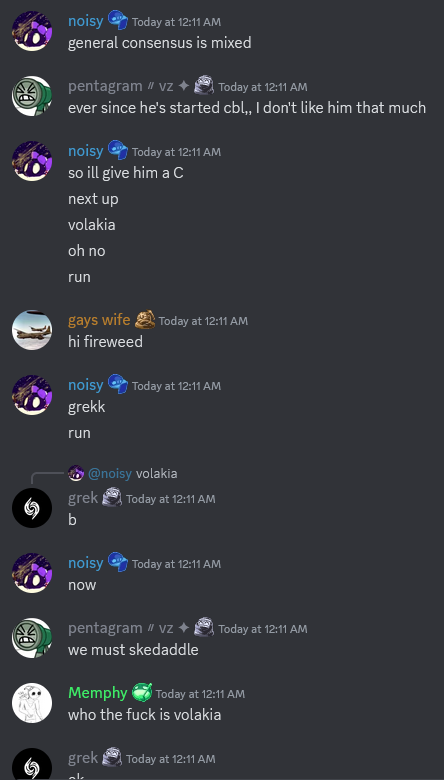 noisy Today at 12:11 AM
general consensus is mixed
pentagram〃vz ✦ Today at 12:11 AM
ever since he's started cbl,, I don't like him that much
noisy Today at 12:11 AM
so ill give him a C
next up
volakia
oh no
run
gays wife Today at 12:11 AM
hi fireweed
noisy Today at 12:11 AM
grekk
run
@noisy volakia
grek Today at 12:11 AM
b
noisy Today at 12:11 AM
now
pentagram〃vz ✦ Today at 12:11 AM
we must skedaddle
Memphy Today at 12:11 AM
who the fuck is volakia
grek Today at 12:11 AM